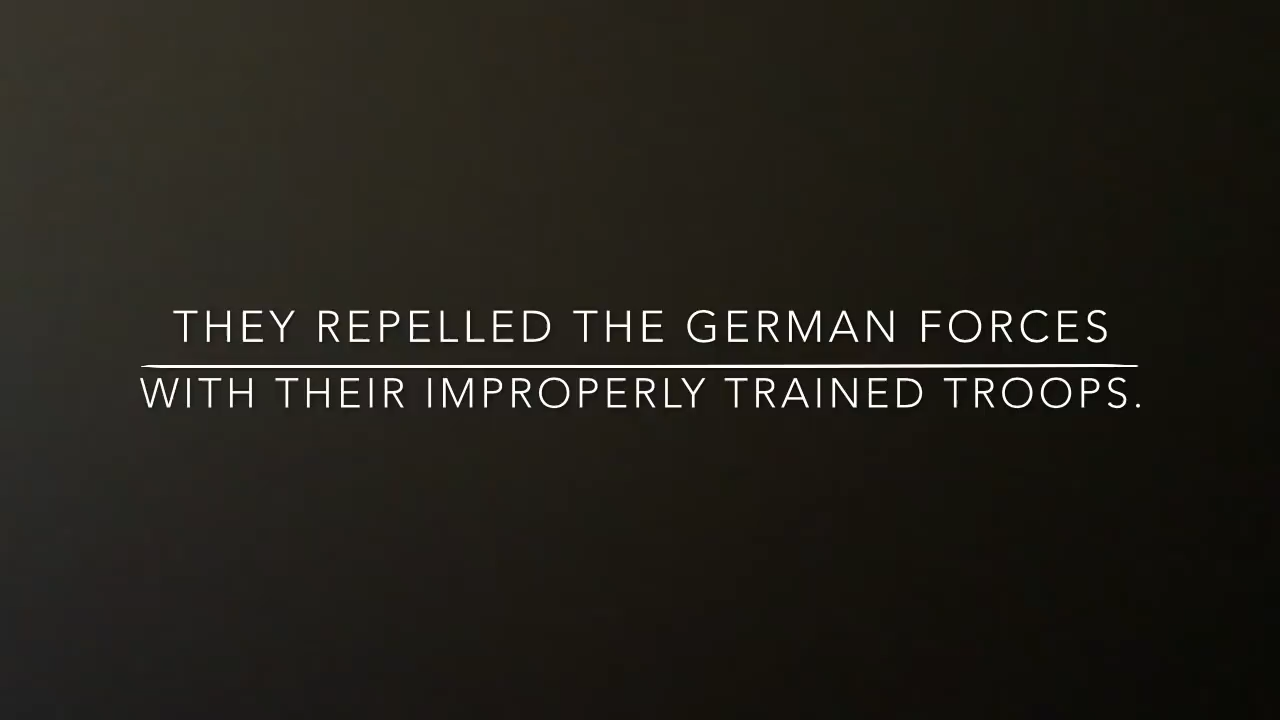 THEY REPELLED THE GERMAN FORCES
WITH THEIR IMPROPERLY TRAINED TROOPS.